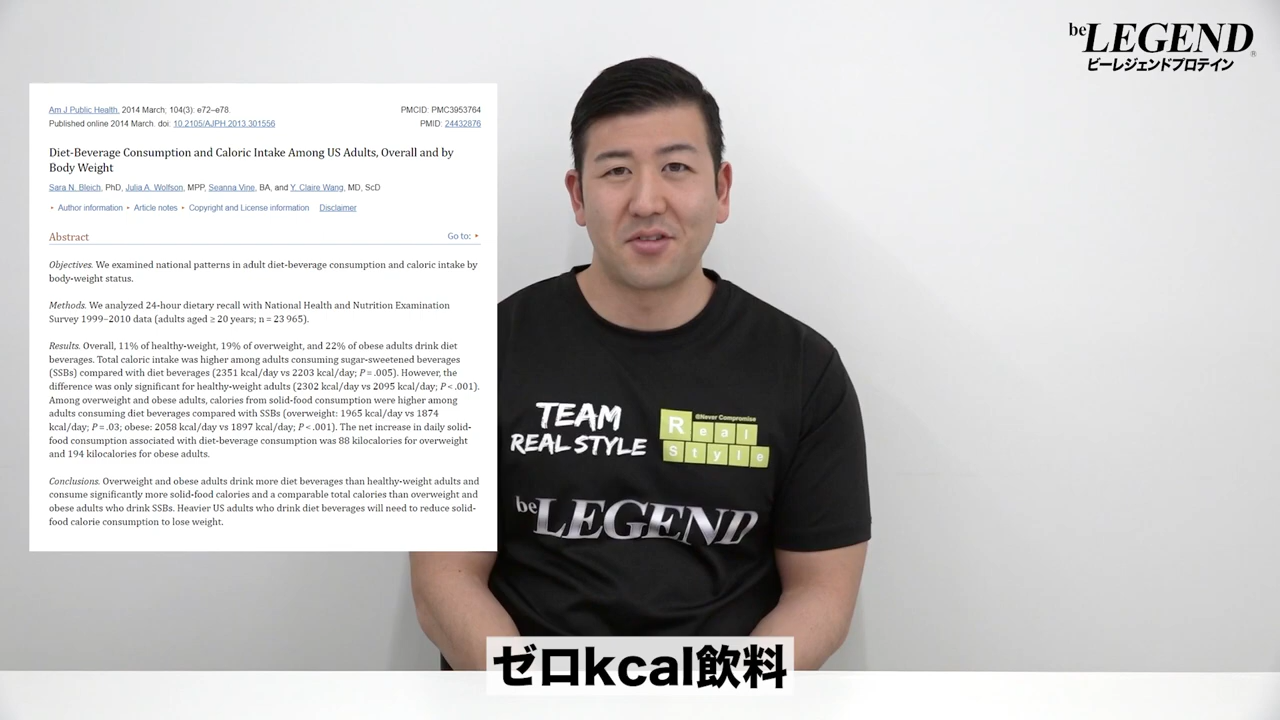 beLEGEND®
ビーレジェンドプロテイン
Am J Public Health. 2014 March; 104(3): e72–e78.
PMCID: PMC3953764
Published online 2014 March. doi: 10.2105/AJPH.2013.301556
PMID: 24432876
Diet-Beverage Consumption and Caloric Intake Among US Adults, Overall and by
Body Weight
Sara N. Bleich, PhD, Julia A. Wolfson, MPP, Seanna Vine, BA, and Y. Claire Wang, MD, ScD
▸ Author information ▸ Article notes ▸ Copyright and License information Disclaimer
Abstract
Go to: ▸
Objectives. We examined national patterns in adult diet-beverage consumption and caloric intake by
body-weight status.
Methods. We analyzed 24-hour dietary recall with National Health and Nutrition Examination
Survey 1999–2010 data (adults aged ≥ 20 years; n = 23 965).
Results. Overall, 11% of healthy-weight, 19% of overweight, and 22% of obese adults drink diet
beverages. Total caloric intake was higher among adults consuming sugar-sweetened beverages
(SSBs) compared with diet beverages (2351 kcal/day vs 2203 kcal/day; P = .005). However, the
difference was only significant for healthy-weight adults (2302 kcal/day vs 2095 kcal/day; P < .001).
Among overweight and obese adults, calories from solid-food consumption were higher among
adults consuming diet beverages compared with SSBs (overweight: 1965 kcal/day vs 1874
kcal/day; P = .03; obese: 2058 kcal/day vs 1897 kcal/day; P < .001). The net increase in daily solid-
food consumption associated with diet-beverage consumption was 88 kilocalories for overweight
and 194 kilocalories for obese adults.
Conclusions. Overweight and obese adults drink more diet beverages than healthy-weight adults and
consume significantly more solid-food calories and a comparable total calories than overweight and
obese adults who drink SSBs. Heavier US adults who drink diet beverages will need to reduce solid-
food calorie consumption to lose weight.
TEAM
REAL STYLE
@Never Compromise
Real
Style
beLEGEND
ゼロkcal飲料